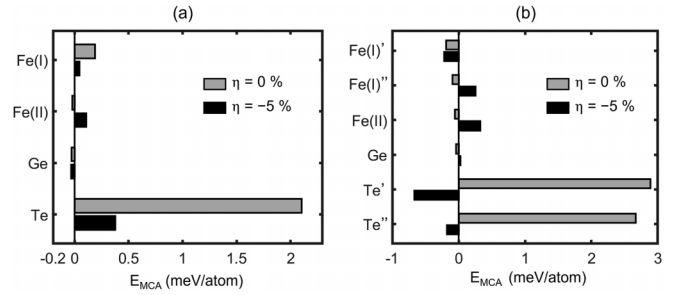 (a)
Fe(I)
Fe(II)
Ge
Te
η = 0 %
η = −5 %
-0.2 0 0.5 1 1.5 2
E_MCA (meV/atom)
(b)
Fe(I)′
Fe(I)″
Fe(II)
Ge
Te′
Te″
η = 0 %
η = −5 %
-1 0 1 2 3
E_MCA (meV/atom)